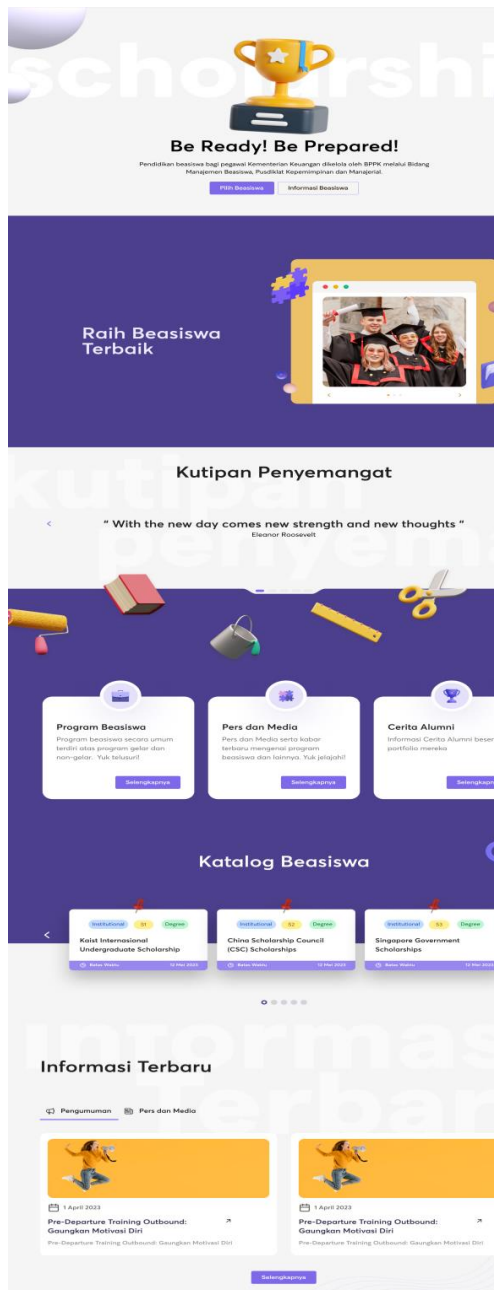 scholarshi
Be Ready! Be Prepared!
Pendidikan beasiswa bagi pegawai Kementerian Keuangan dikelola oleh BPPK melalui Bidang
Manajemen Beasiswa, Pusdiklat Kepemimpinan dan Manajerial.
Pilih Beasiswa
Informasi Beasiswa
Raih Beasiswa
Terbaik
kutipan
penyema
Kutipan Penyemangat
" With the new day comes new strength and new thoughts "
Eleanor Roosevelt
Program Beasiswa
Program beasiswa secara umum
terdiri atas program gelar dan
non-gelar. Yuk telusuri!
Selengkapnya
Pers dan Media
Pers dan Media serta kabar
terbaru mengenai program
beasiswa dan lainnya. Yuk jelajahi!
Selengkapnya
Cerita Alumni
Informasi Cerita Alumni beser
portfolio mereka
Selengkapn
Katalog Beasiswa
Institutional S1 Degree
Kaist Internasional
Undergraduate Scholarship
Batas Waktu 12 Mei 2023
Institutional S2 Degree
China Scholarship Council
(CSC) Scholarships
Batas Waktu 12 Mei 2023
Institutional S3 Degree
Singapore Government
Scholarships
Batas Waktu 12 Mei 2023
informas
Terbar
Informasi Terbaru
Pengumuman
Pers dan Media
1 April 2023
Pre-Departure Training Outbound:
Gaungkan Motivasi Diri
Pre-Departure Training Outbound: Gaungkan Motivasi Diri
1 April 2023
Pre-Departure Training Outbound:
Gaungkan Motivasi Diri
Pre-Departure Training Outbound: Gaungkan Motivasi Diri
Selengkapnya